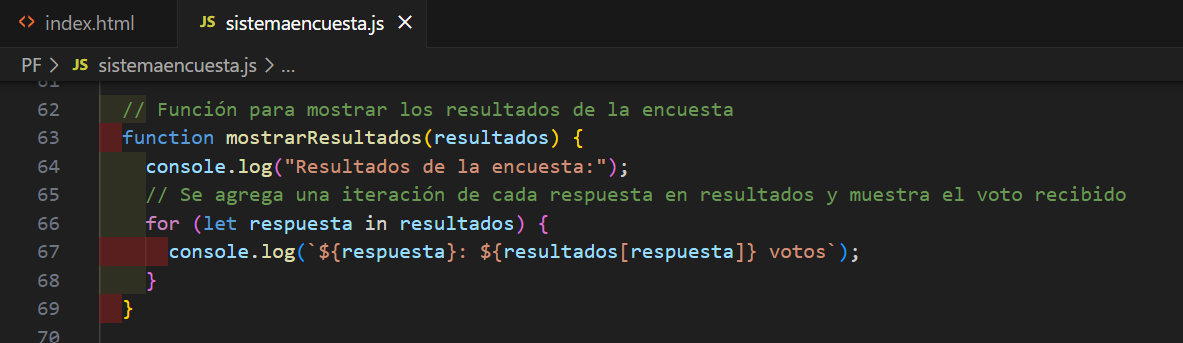 index.html
JS sistemaencuesta.js ×
PF > JS sistemaencuesta.js > ...
61
62 // Función para mostrar los resultados de la encuesta
63 function mostrarResultados(resultados) {
64 console.log("Resultados de la encuesta:");
65 // Se agrega una iteración de cada respuesta en resultados y muestra el voto recibido
66 for (let respuesta in resultados) {
67 console.log(`${respuesta}: ${resultados[respuesta]} votos`);
68 }
69 }
70